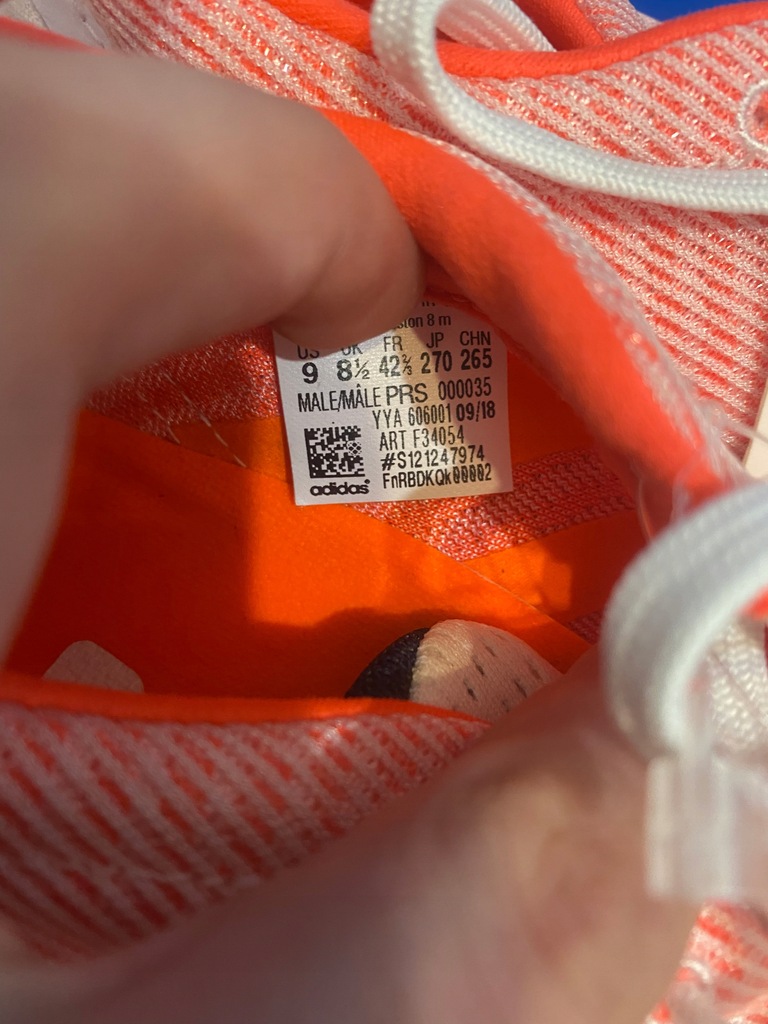 8 m
US UK FR JP CHN
9 8½ 42⅔ 270 265
MALE/MÂLE PRS 000035
YYA 606001 09/18
ART F34054
#S121247974
FnRBDKQk00002
adidas